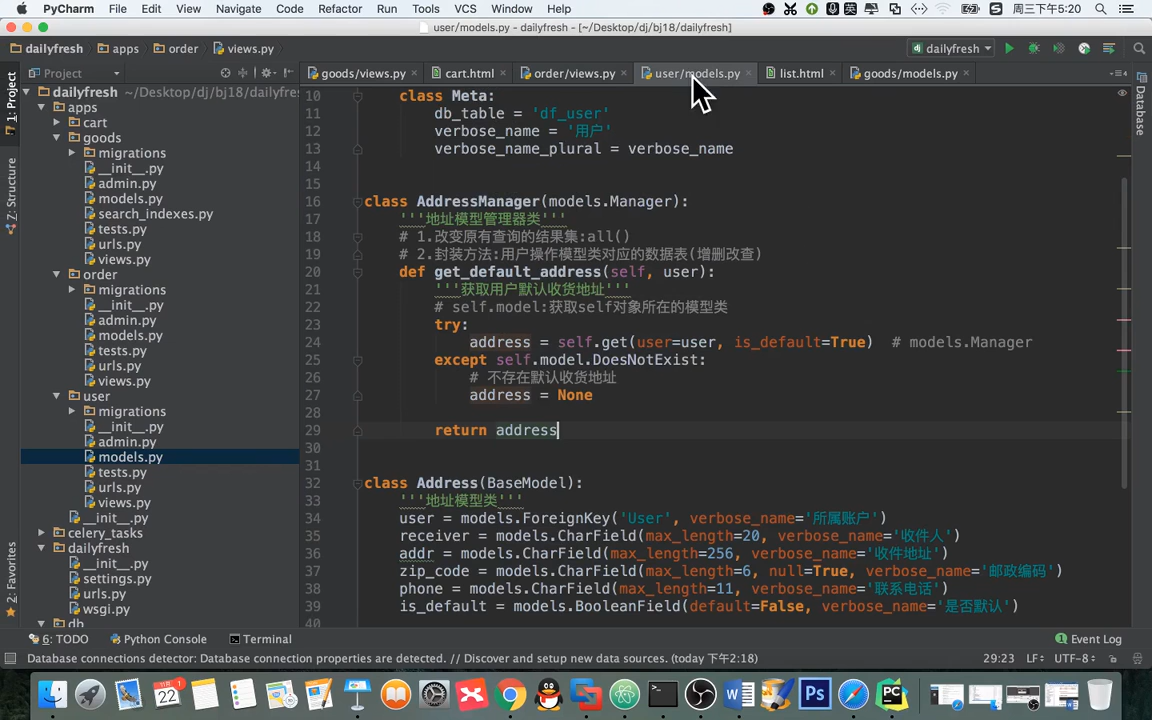 PyCharm File Edit View Navigate Code Refactor Run Tools VCS Window Help 周三下午5:20
user/models.py - dailyfresh - [~/Desktop/dj/bj18/dailyfresh]
dailyfresh apps order views.py dailyfresh
Project goods/views.py cart.html order/views.py user/models.py list.html goods/models.py
1: Project
Z: Structure
2: Favorites
Database
dailyfresh ~/Desktop/dj/bj18/dailyfres
apps
cart
goods
migrations
__init__.py
admin.py
models.py
search_indexes.py
tests.py
urls.py
views.py
order
migrations
__init__.py
admin.py
models.py
tests.py
urls.py
views.py
user
migrations
__init__.py
admin.py
models.py
tests.py
urls.py
views.py
__init__.py
celery_tasks
dailyfresh
__init__.py
settings.py
urls.py
wsgi.py
db
10 class Meta:
11 db_table = 'df_user'
12 verbose_name = '用户'
13 verbose_name_plural = verbose_name
14
15
16 class AddressManager(models.Manager):
17 '''地址模型管理器类'''
18 # 1.改变原有查询的结果集:all()
19 # 2.封装方法:用户操作模型类对应的数据表(增删改查)
20 def get_default_address(self, user):
21 '''获取用户默认收货地址'''
22 # self.model:获取self对象所在的模型类
23 try:
24 address = self.get(user=user, is_default=True) # models.Manager
25 except self.model.DoesNotExist:
26 # 不存在默认收货地址
27 address = None
28
29 return address
30
31
32 class Address(BaseModel):
33 '''地址模型类'''
34 user = models.ForeignKey('User', verbose_name='所属账户')
35 receiver = models.CharField(max_length=20, verbose_name='收件人')
36 addr = models.CharField(max_length=256, verbose_name='收件地址')
37 zip_code = models.CharField(max_length=6, null=True, verbose_name='邮政编码')
38 phone = models.CharField(max_length=11, verbose_name='联系电话')
39 is_default = models.BooleanField(default=False, verbose_name='是否默认')
40
6: TODO Python Console Terminal 1 Event Log
Database connections detector: Database connection properties are detected. // Discover and setup new data sources. (today 下午2:18) 29:23 LF UTF-8